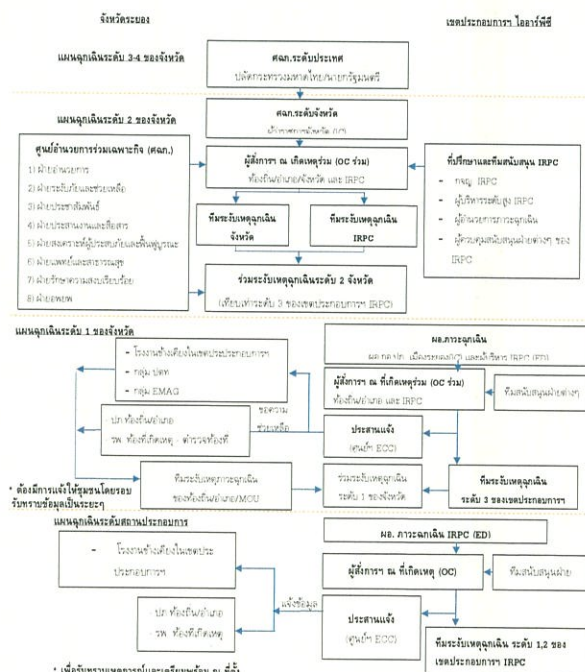 จังหวัดระยอง
เขตประกอบการฯ ไออาร์พีซี
แผนฉุกเฉินระดับ 3-4 ของจังหวัด
ศฉก.ระดับประเทศ
ปลัดกระทรวงมหาดไทย/นายกรัฐมนตรี
แผนฉุกเฉินระดับ 2 ของจังหวัด
ศฉก.ระดับจังหวัด
ศูนย์อำนวยการร่วมเฉพาะกิจ (ศฉก.)
1) ฝ่ายอำนวยการ
2) ฝ่ายระงับภัยและช่วยเหลือ
3) ฝ่ายประชาสัมพันธ์
4) ฝ่ายประสานงานและสื่อสาร
5) ฝ่ายสงเคราะห์ผู้ประสบภัยและฟื้นฟูบูรณะ
6) ฝ่ายแพทย์และสาธารณสุข
7) ฝ่ายรักษาความสงบเรียบร้อย
8) ฝ่ายอพยพ
ผู้สั่งการฯ ณ เกิดเหตุร่วม (OC ร่วม)
ท้องถิ่น/อำเภอ/จังหวัด และ IRPC
ที่ปรึกษาและทีมสนับสนุน IRPC
- กจญ. IRPC
- ผู้บริหารระดับสูง IRPC
- ผู้อำนวยการภาวะฉุกเฉิน
- ผู้ควบคุมสนับสนุนฝ่ายต่างๆ ของ IRPC
ทีมระงับเหตุฉุกเฉิน
จังหวัด
ทีมระงับเหตุฉุกเฉิน
IRPC
ร่วมระงับเหตุฉุกเฉินระดับ 2 จังหวัด
(เทียบเท่าระดับ 3 ของเขตประกอบการฯ IRPC)
แผนฉุกเฉินระดับ 1 ของจังหวัด
ผอ.ภาวะฉุกเฉิน
- โรงงานข้างเคียงในเขตประกอบการฯ
- กลุ่ม ปตท
- กลุ่ม EMAG
ผู้สั่งการฯ ณ ที่เกิดเหตุร่วม (OC ร่วม)
ท้องถิ่น/อำเภอ และ IRPC
ทีมสนับสนุนฝ่ายต่างๆ
ขอความ
ช่วยเหลือ
- ปภ.ท้องถิ่น/อำเภอ
- รพ. ท้องที่เกิดเหตุ - ตำรวจท้องที่
ประสานแจ้ง
(ศูนย์ฯ ECC)
* ต้องมีการแจ้งให้ชุมชนโดยรอบ
รับทราบข้อมูลเป็นระยะๆ
ทีมระงับเหตุภาวะฉุกเฉิน
ของท้องถิ่น/อำเภอ/MOU
ร่วมระงับเหตุฉุกเฉิน
ระดับ 1 ของจังหวัด
ทีมระงับเหตุฉุกเฉิน
ระดับ 3 ของเขตประกอบการฯ
แผนฉุกเฉินระดับสถานประกอบการ
ผอ. ภาวะฉุกเฉิน IRPC (ED)
- โรงงานข้างเคียงในเขตประ
ประกอบการฯ
ผู้สั่งการฯ ณ ที่เกิดเหตุ (OC)
ทีมสนับสนุนฝ่าย
แจ้งข้อมูล
- ปภ.ท้องถิ่น/อำเภอ
- รพ. ท้องที่เกิดเหตุ
ประสานแจ้ง
(ศูนย์ฯ ECC)
ทีมระงับเหตุฉุกเฉิน ระดับ 1,2 ของ
เขตประกอบการฯ IRPC